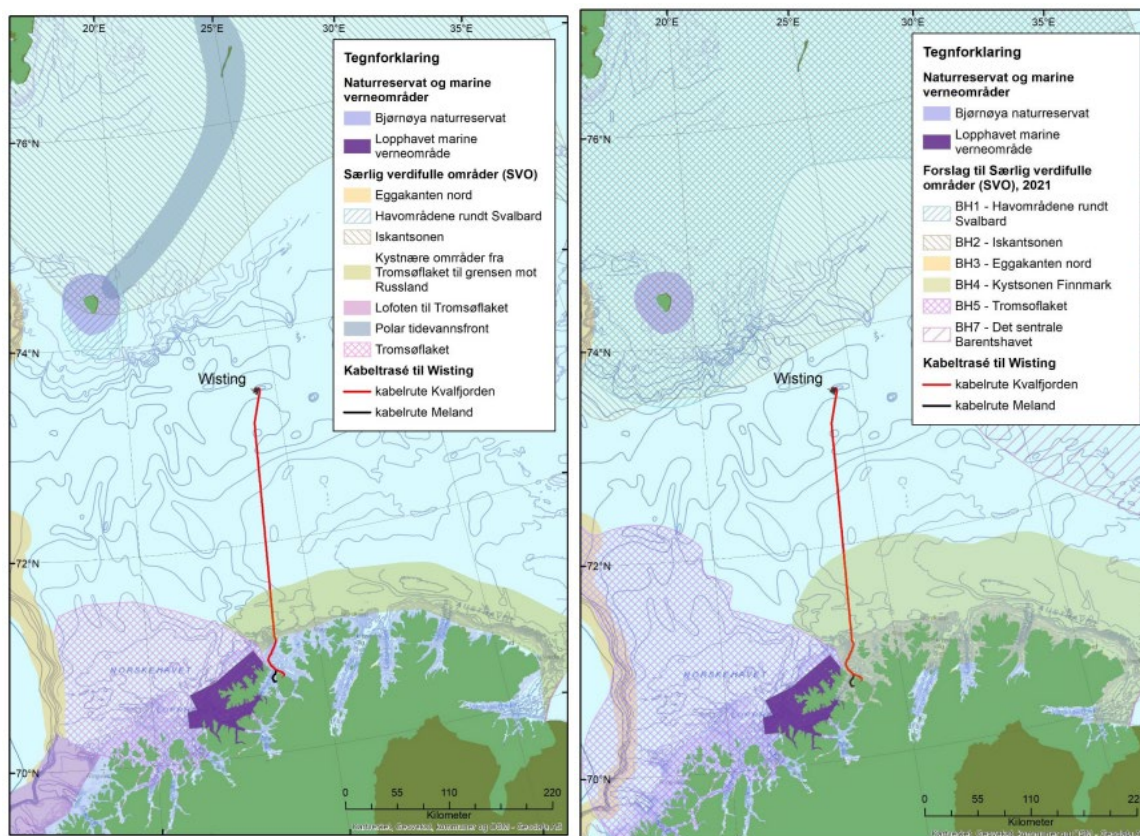 20°E
25°E
30°E
35°E
76°N
74°N
72°N
70°N
Tegnforklaring
Naturreservat og marine
verneområder
Bjørnøya naturreservat
Lopphavet marine
verneområde
Særlig verdifulle områder (SVO)
Eggakanten nord
Havområdene rundt Svalbard
Iskantsonen
Kystnære områder fra
Tromsøflaket til grensen mot
Russland
Lofoten til Tromsøflaket
Polar tidevannsfront
Tromsøflaket
Kabeltrasé til Wisting
kabelrute Kvalfjorden
kabelrute Meland
Wisting
NORSKEHAVET
0 55 110 220
Kilometer
20°E
25°E
30°E
35°E
76°N
74°N
72°N
70°N
Tegnforklaring
Naturreservat og marine
verneområder
Bjørnøya naturreservat
Lopphavet marine
verneområde
Forslag til Særlig verdifulle
områder (SVO), 2021
BH1 - Havområdene rundt
Svalbard
BH2 - Iskantsonen
BH3 - Eggakanten nord
BH4 - Kystsonen Finnmark
BH5 - Tromsoflaket
BH7 - Det sentrale
Barentshavet
Kabeltrasé til Wisting
kabelrute Kvalfjorden
kabelrute Meland
Wisting
NORSKEHAVET
0 55 110 220
Kilometer